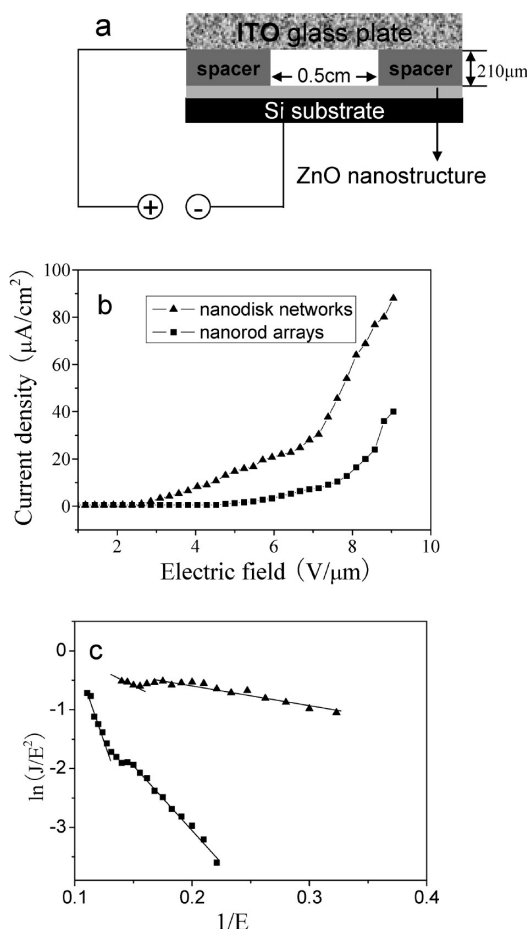 a
ITO glass plate
spacer
0.5cm
spacer
210μm
Si substrate
ZnO nanostructure
+
-
b
nanodisk networks
nanorod arrays
100
80
60
40
20
0
Current density (μA/cm²)
2 4 6 8 10
Electric field (V/μm)
c
0
-1
-2
-3
ln (J/E²)
0.1 0.2 0.3 0.4
1/E